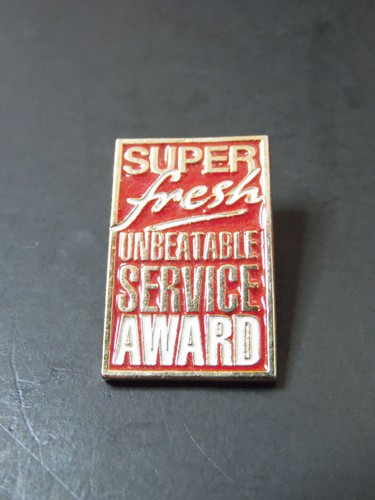 SUPER
fresh
UNBEATABLE
SERVICE
AWARD